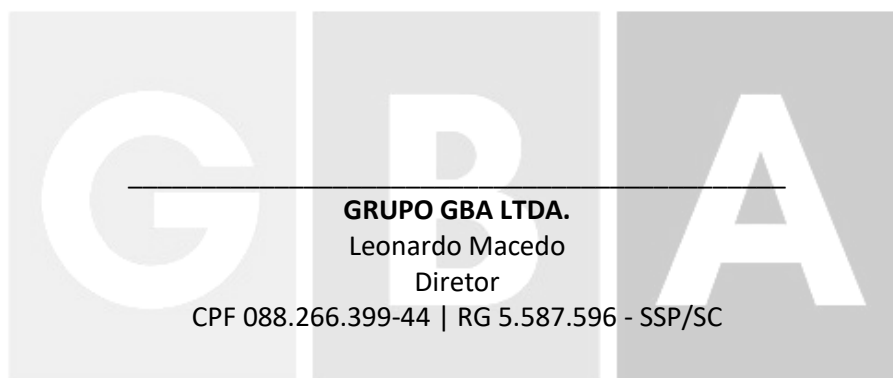 GBA
GRUPO GBA LTDA.
Leonardo Macedo
Diretor
CPF 088.266.399-44 | RG 5.587.596 - SSP/SC